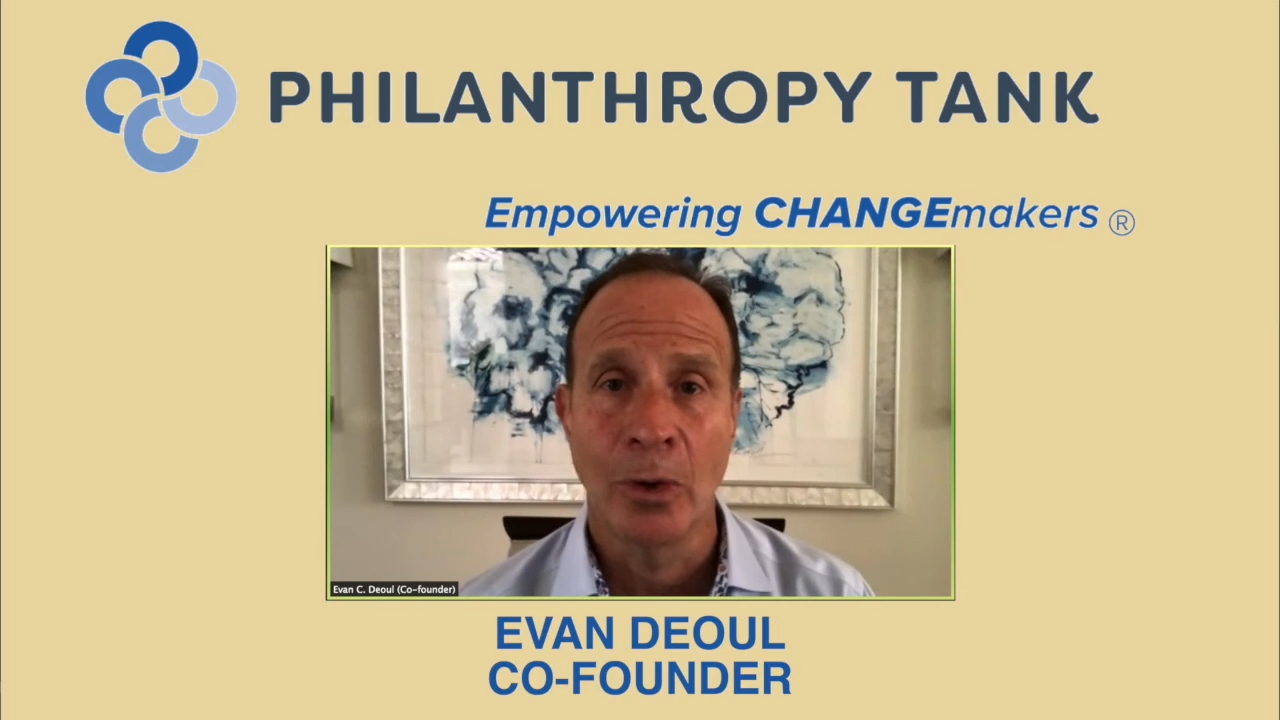 PHILANTHROPY TANK
Empowering CHANGEmakers ®
Evan C. Deoul (Co-founder)
EVAN DEOUL
CO-FOUNDER